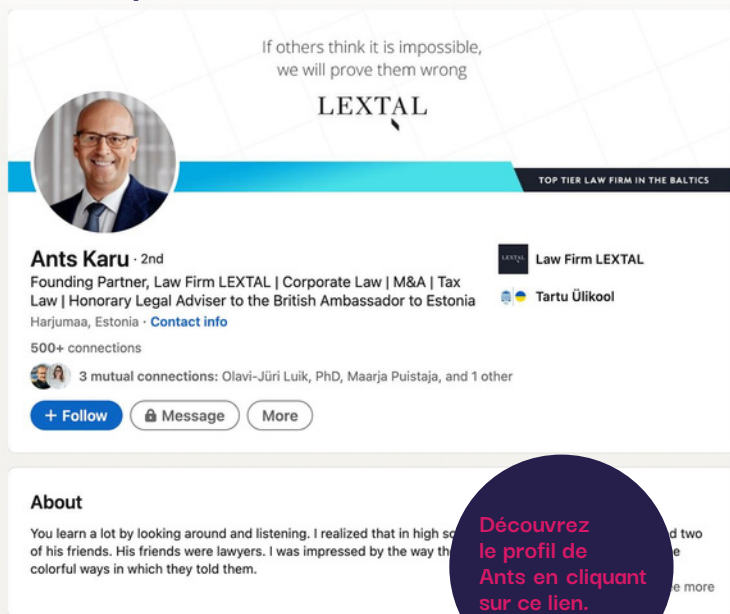 If others think it is impossible,
we will prove them wrong
LEXTAL
TOP TIER LAW FIRM IN THE BALTICS
Ants Karu · 2nd
Founding Partner, Law Firm LEXTAL | Corporate Law | M&A | Tax
Law | Honorary Legal Adviser to the British Ambassador to Estonia
Harjumaa, Estonia · Contact info
500+ connections
3 mutual connections: Olavi-Jüri Luik, PhD, Maarja Puistaja, and 1 other
+ Follow
Message
More
LEXTAL
Law Firm LEXTAL
Tartu Ülikool
About
You learn a lot by looking around and listening. I realized that in high
d two
of his friends. His friends were lawyers. I was impressed by the way
colorful ways in which they told them.
more
Découvrez
le profil de
Ants en cliquant
sur ce lien.